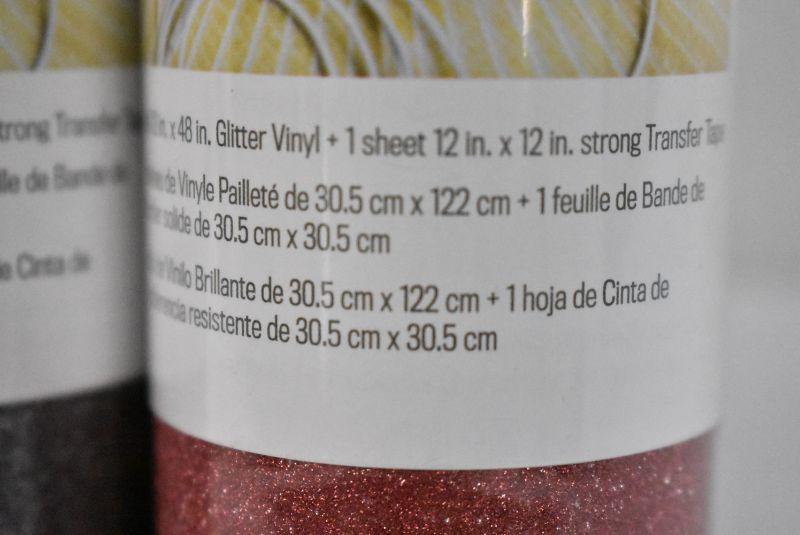 x 48 in. Glitter Vinyl + 1 sheet 12 in. x 12 in. strong Transfer Tape
de Vinyle Pailleté de 30.5 cm x 122 cm + 1 feuille de Bande de
solide de 30.5 cm x 30.5 cm
Vinilo Brillante de 30.5 cm x 122 cm + 1 hoja de Cinta de
resistente de 30.5 cm x 30.5 cm
trong Transfer
de Bande de
de Cinta de